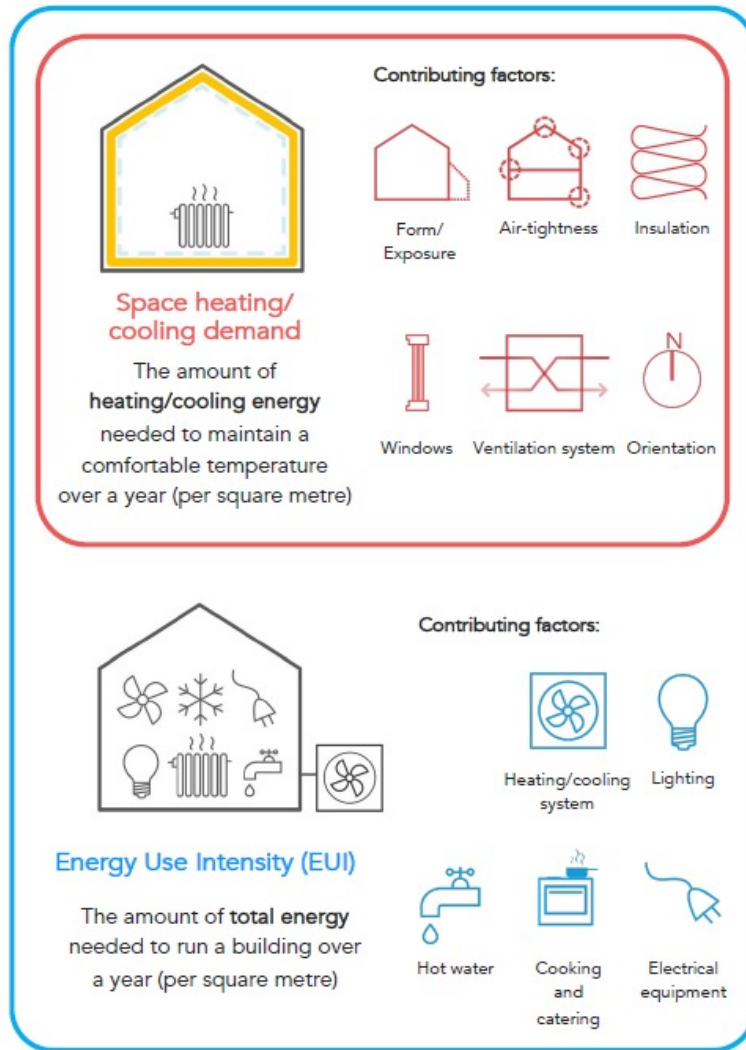 Contributing factors:
Form/
Exposure
Air-tightness
Insulation
Windows
Ventilation system
N
Orientation
Space heating/
cooling demand
The amount of
heating/cooling energy
needed to maintain a
comfortable temperature
over a year (per square metre)
Contributing factors:
Heating/cooling
system
Lighting
Hot water
Cooking
and
catering
Electrical
equipment
Energy Use Intensity (EUI)
The amount of total energy
needed to run a building over
a year (per square metre)